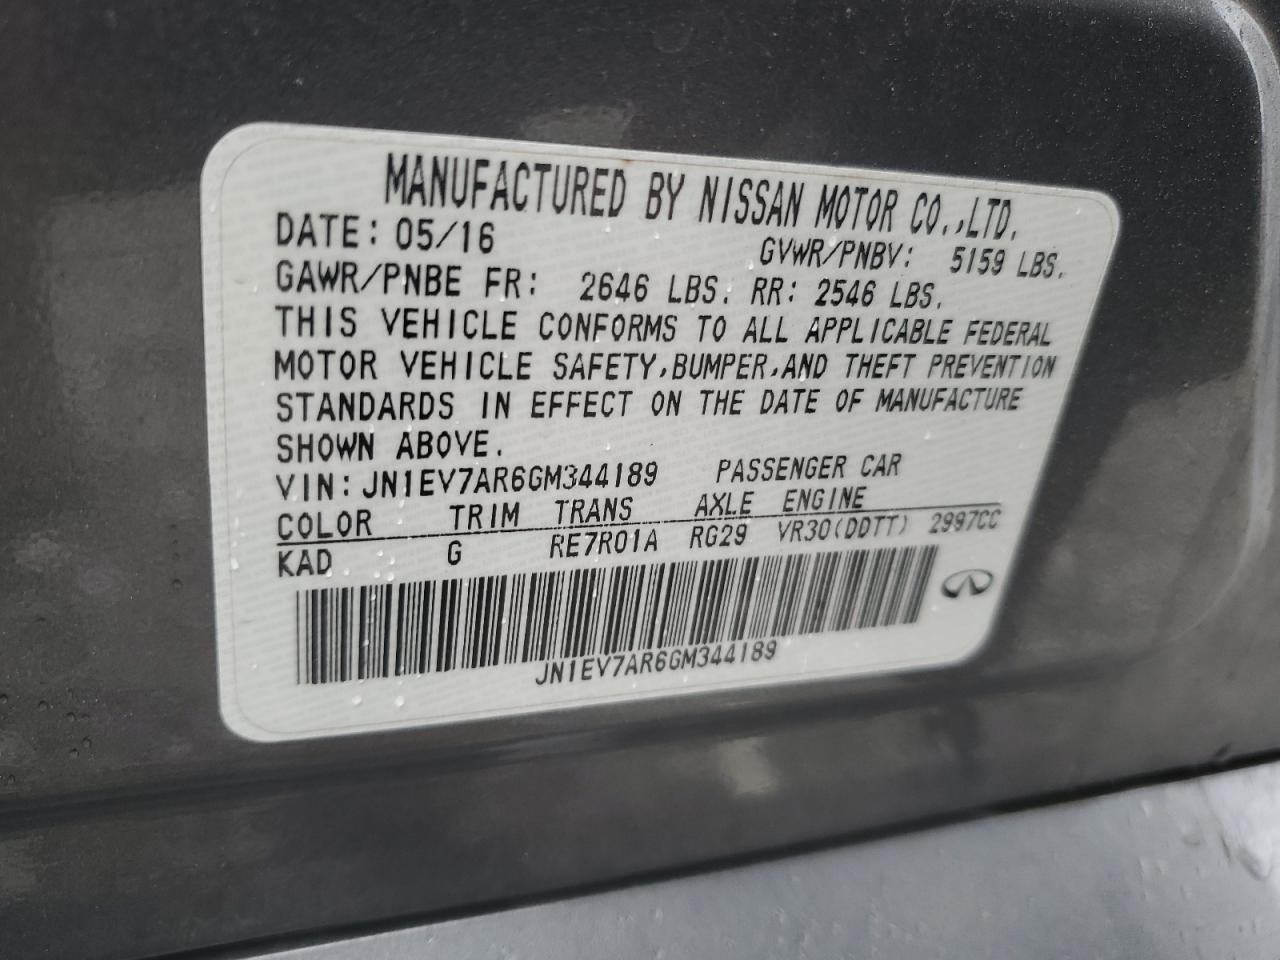 MANUFACTURED BY NISSAN MOTOR CO.,LTD.
DATE: 05/16 GVWR/PNBV: 5159 LBS.
GAWR/PNBE FR: 2646 LBS. RR: 2546 LBS.
THIS VEHICLE CONFORMS TO ALL APPLICABLE FEDERAL
MOTOR VEHICLE SAFETY,BUMPER,AND THEFT PREVENTION
STANDARDS IN EFFECT ON THE DATE OF MANUFACTURE
SHOWN ABOVE.
VIN: JN1EV7AR6GM344189 PASSENGER CAR
COLOR TRIM TRANS AXLE ENGINE
KAD G RE7R01A RG29 VR30(DDTT) 2997CC
JN1EV7AR6GM344189